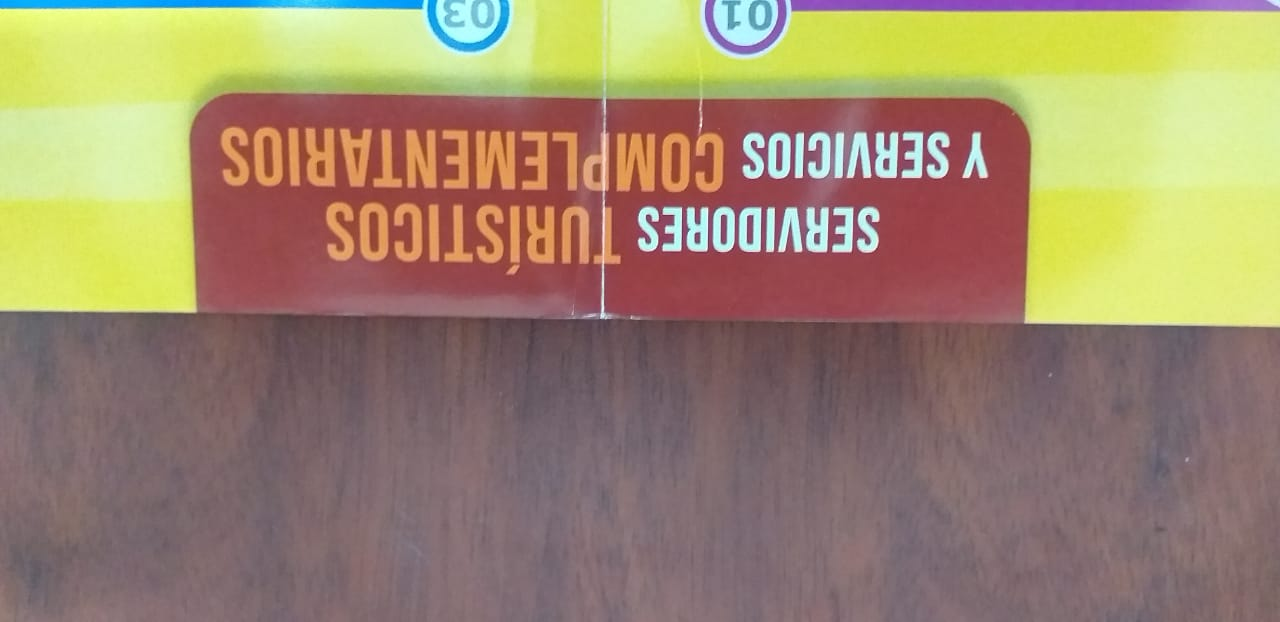 SERVIDORES TURÍSTICOS
Y SERVICIOS COMPLEMENTARIOS
01
03